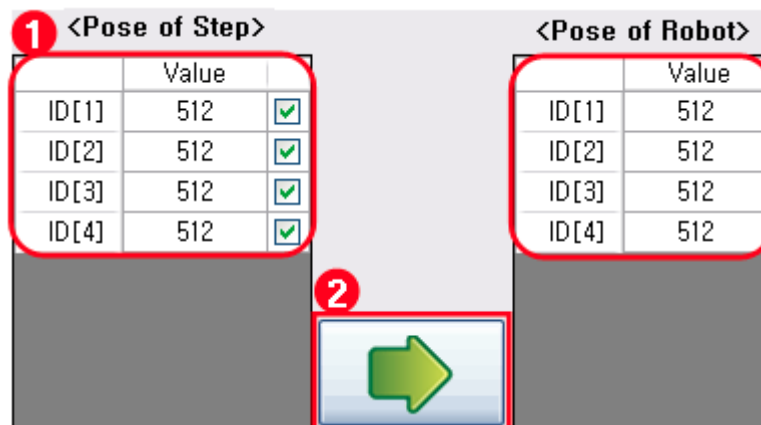 1 <Pose of Step>
Value
ID[1] 512
ID[2] 512
ID[3] 512
ID[4] 512
<Pose of Robot>
Value
ID[1] 512
ID[2] 512
ID[3] 512
ID[4] 512
2